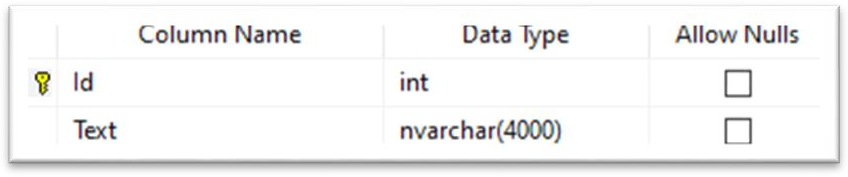 Column Name Data Type Allow Nulls
Id int
Text nvarchar(4000)